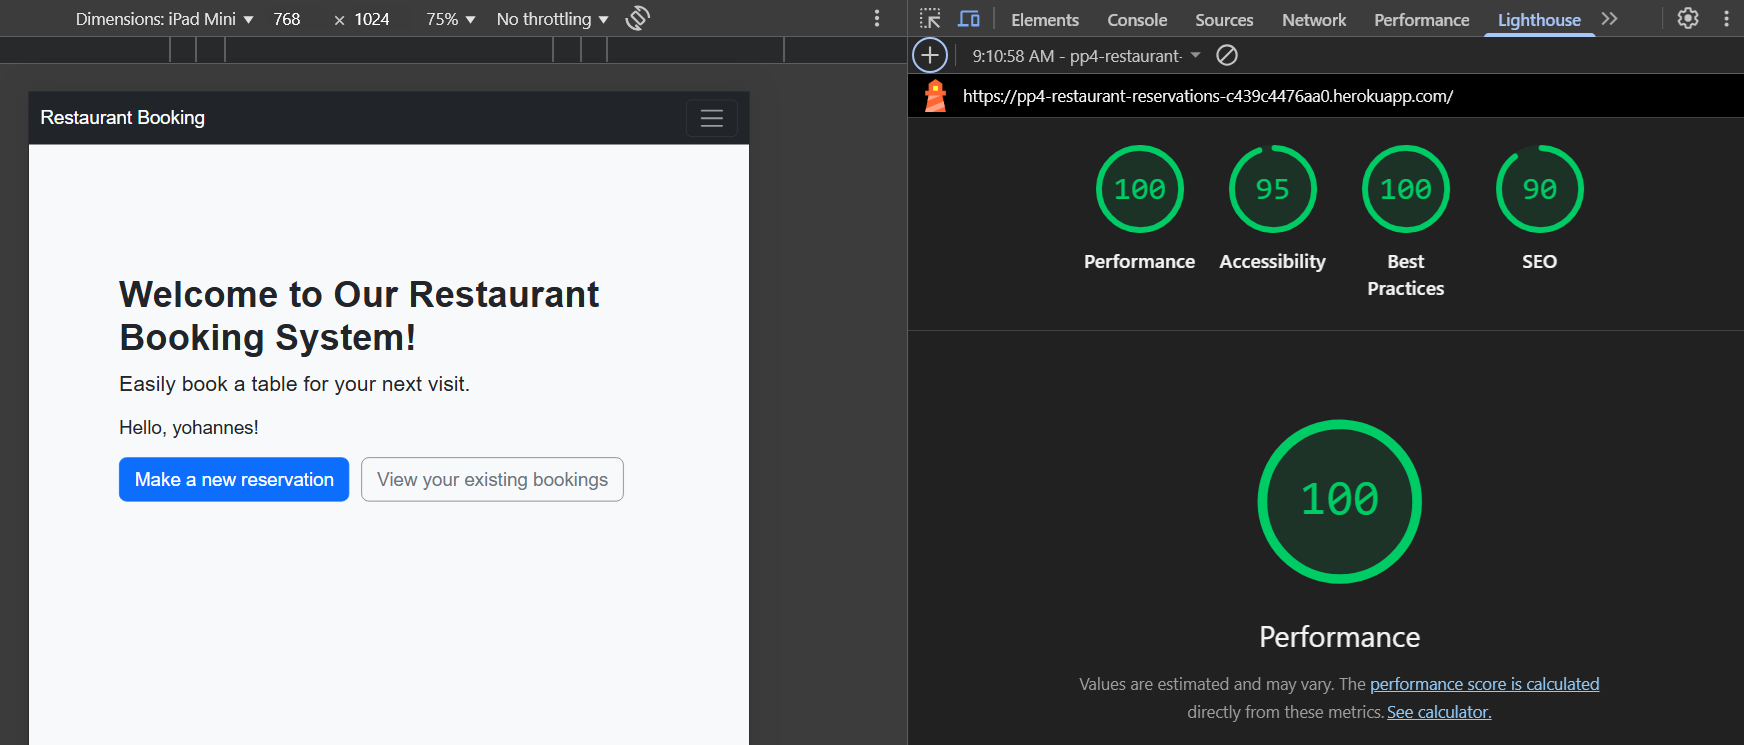 Dimensions: iPad Mini 768 × 1024 75% No throttling
Restaurant Booking
Welcome to Our Restaurant
Booking System!
Easily book a table for your next visit.
Hello, yohannes!
Make a new reservation View your existing bookings
Elements Console Sources Network Performance Lighthouse
9:10:58 AM - pp4-restaurant-
https://pp4-restaurant-reservations-c439c4476aa0.herokuapp.com/
100 95 100 90
Performance Accessibility Best Practices SEO
100
Performance
Values are estimated and may vary. The performance score is calculated
directly from these metrics. See calculator.